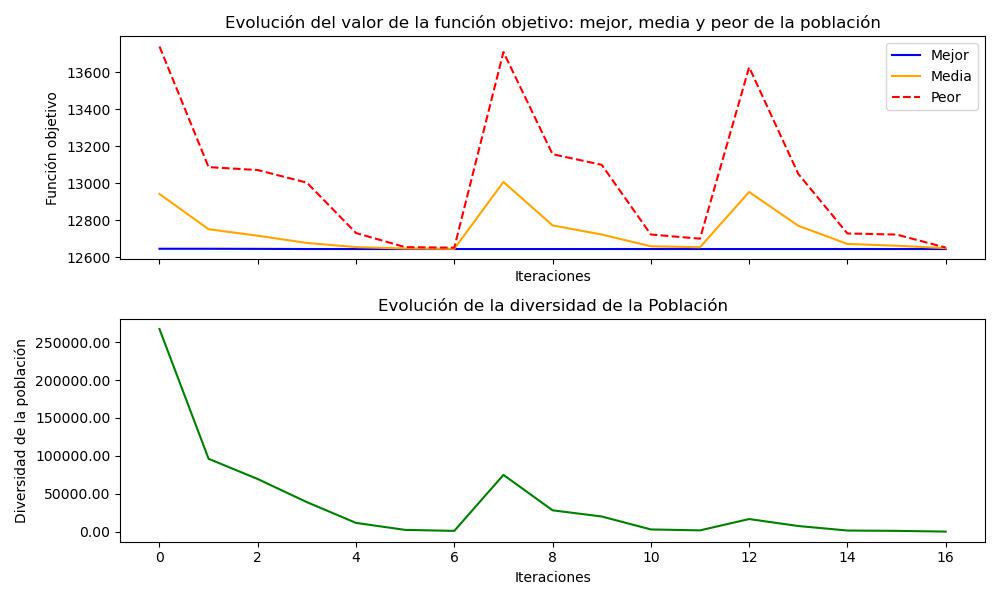 Evolución del valor de la función objetivo: mejor, media y peor de la población
Mejor
Media
Peor
Función objetivo
13600
13400
13200
13000
12800
12600
Iteraciones
Evolución de la diversidad de la Población
Diversidad de la población
250000.00
200000.00
150000.00
100000.00
50000.00
0.00
0 2 4 6 8 10 12 14 16
Iteraciones